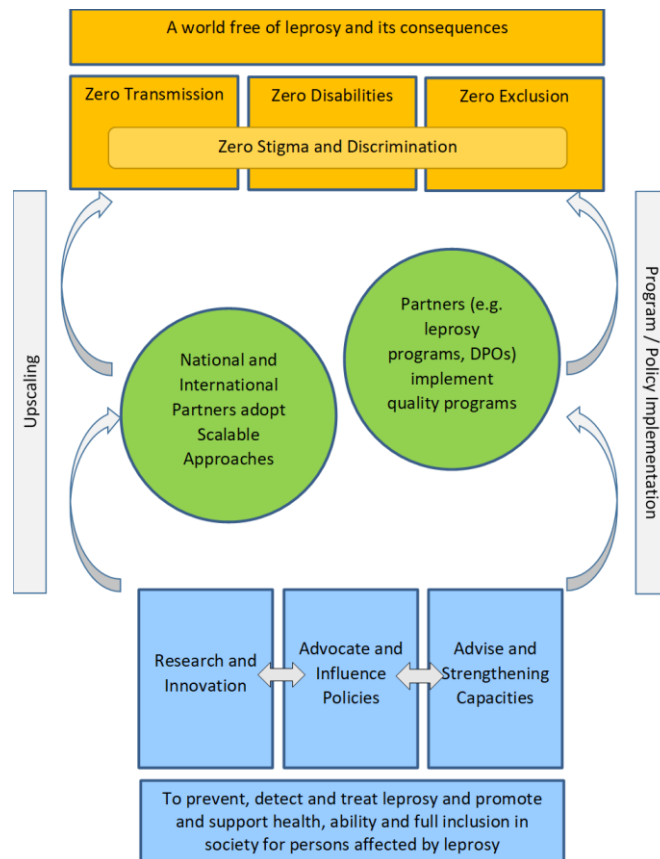 A world free of leprosy and its consequences
Zero Transmission
Zero Disabilities
Zero Exclusion
Zero Stigma and Discrimination
Upscaling
Program / Policy Implementation
National and
International
Partners adopt
Scalable
Approaches
Partners (e.g.
leprosy
programs, DPOs)
implement
quality programs
Research and
Innovation
Advocate and
Influence
Policies
Advise and
Strengthening
Capacities
To prevent, detect and treat leprosy and promote
and support health, ability and full inclusion in
society for persons affected by leprosy